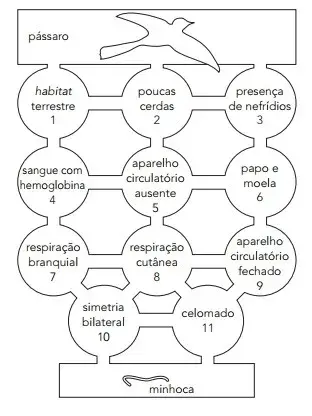 pássaro
habitat
terrestre
1
poucas
cerdas
2
presença
de nefrídios
3
sangue com
hemoglobina
4
aparelho
circulatório
ausente
5
papo e
moela
6
respiração
branquial
7
respiração
cutânea
8
aparelho
circulatório
fechado
9
simetria
bilateral
10
celomado
11
minhoca